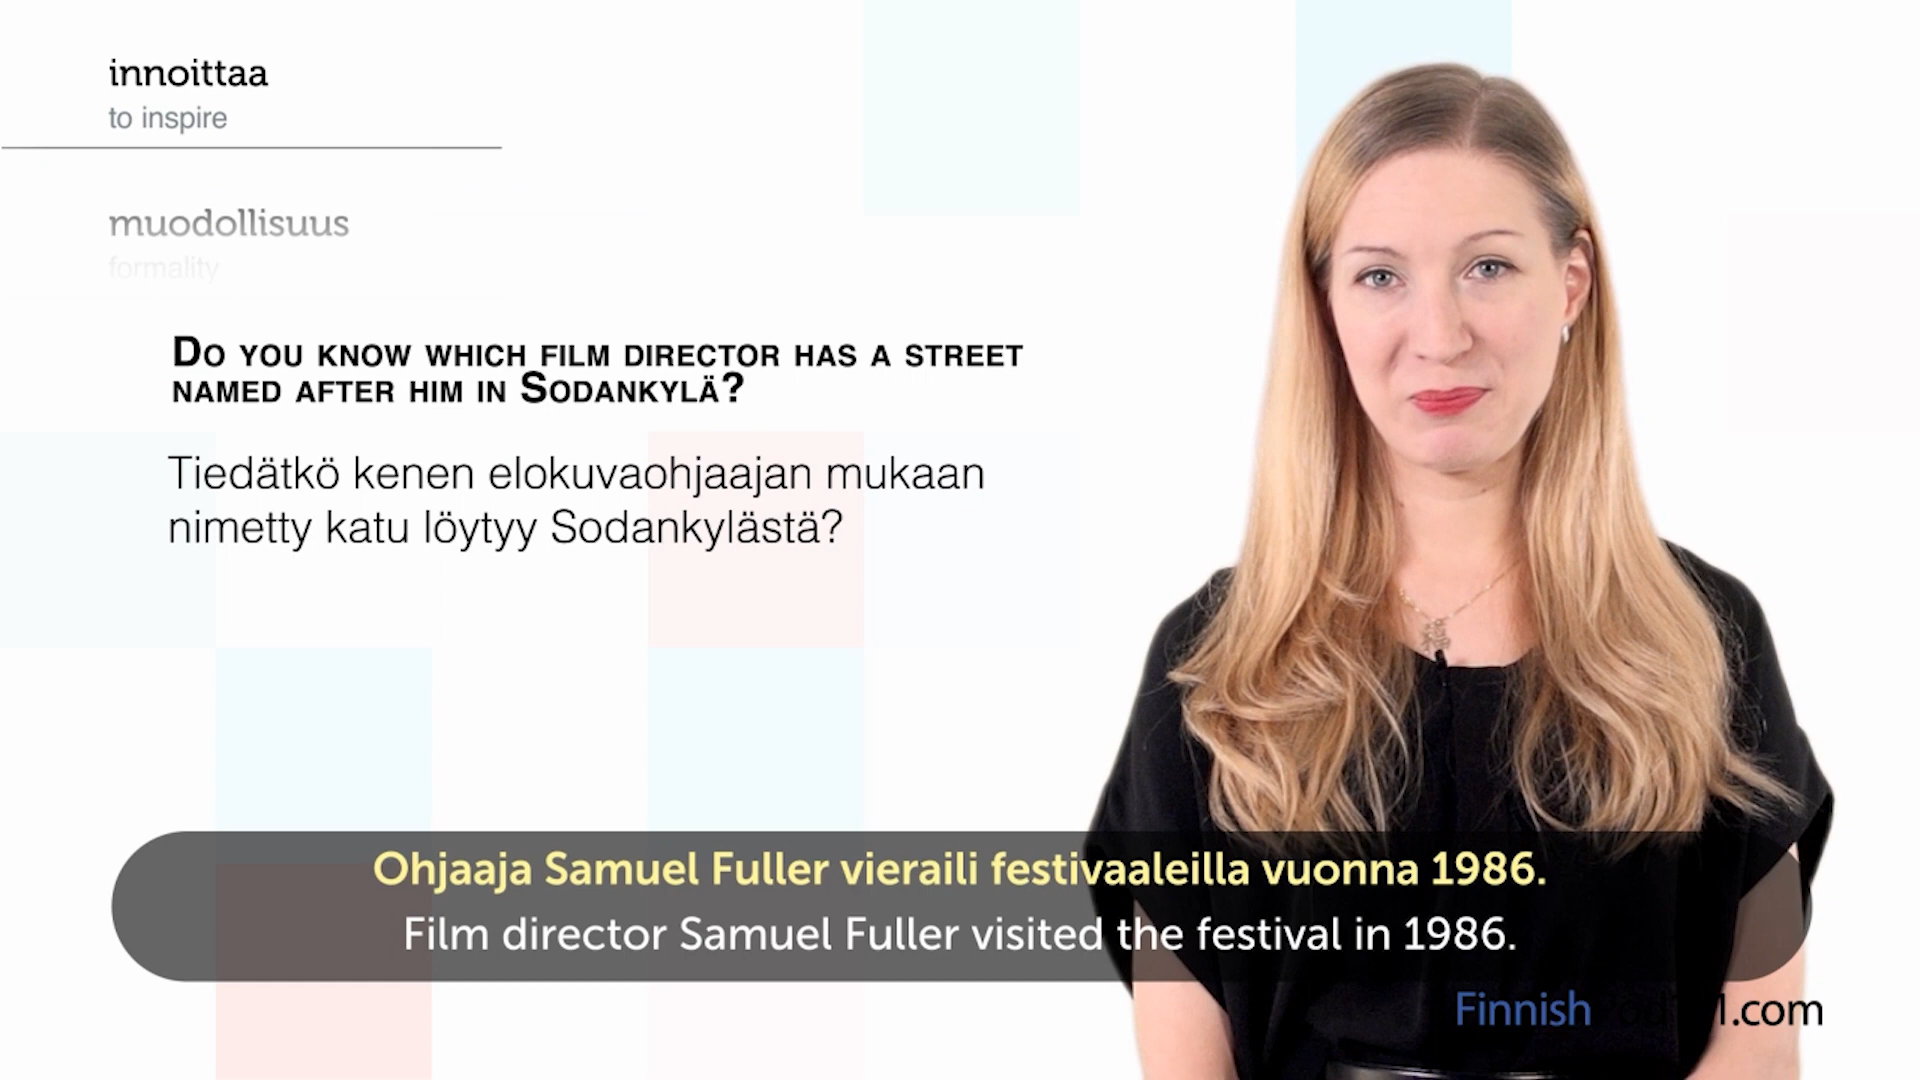 innoittaa
to inspire
muodollisuus
formality
Do you know which film director has a street
named after him in Sodankylä?
Tiedätkö kenen elokuvaohjaajan mukaan
nimetty katu löytyy Sodankylästä?
Ohjaaja Samuel Fuller vieraili festivaaleilla vuonna 1986.
Film director Samuel Fuller visited the festival in 1986.
Finnish .com